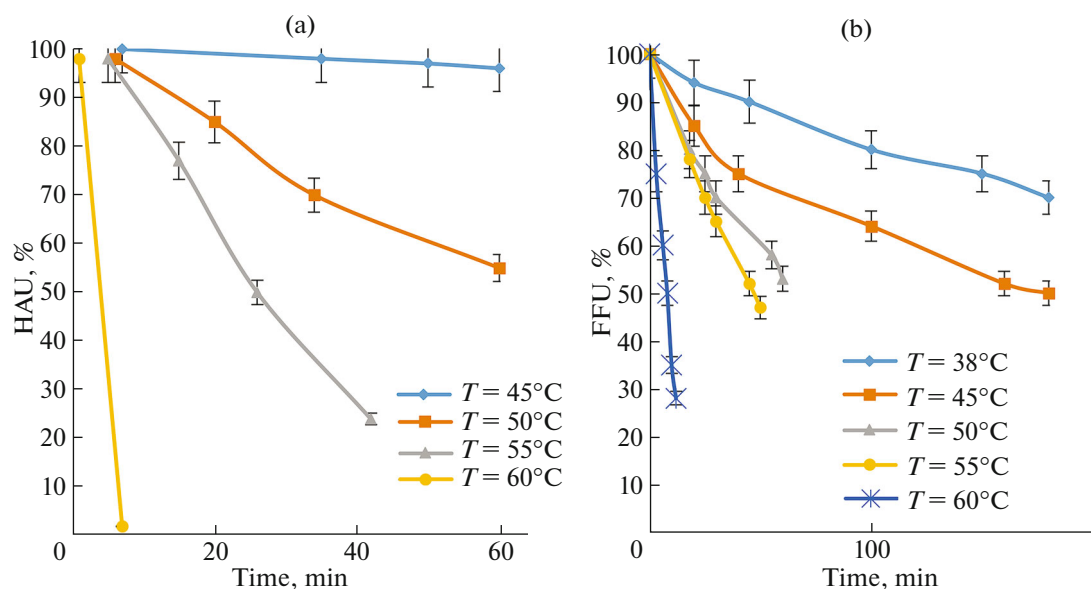 (a)
100
90
80
70
60
50
40
30
20
10
0
20
40
60
HAU, %
Time, min
T = 45°C
T = 50°C
T = 55°C
T = 60°C
(b)
100
90
80
70
60
50
40
30
20
10
0
100
FFU, %
Time, min
T = 38°C
T = 45°C
T = 50°C
T = 55°C
T = 60°C